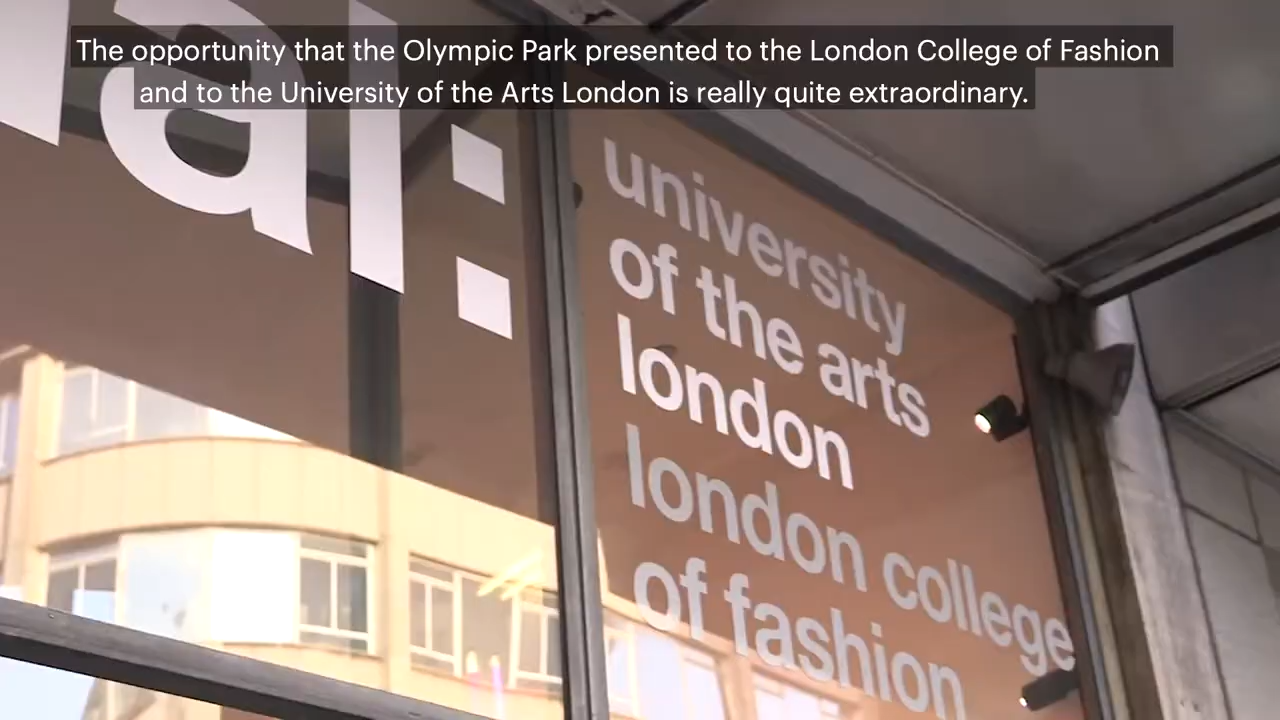 The opportunity that the Olympic Park presented to the London College of Fashion
and to the University of the Arts London is really quite extraordinary.
al:
university
of the arts
london
london college
of fashion